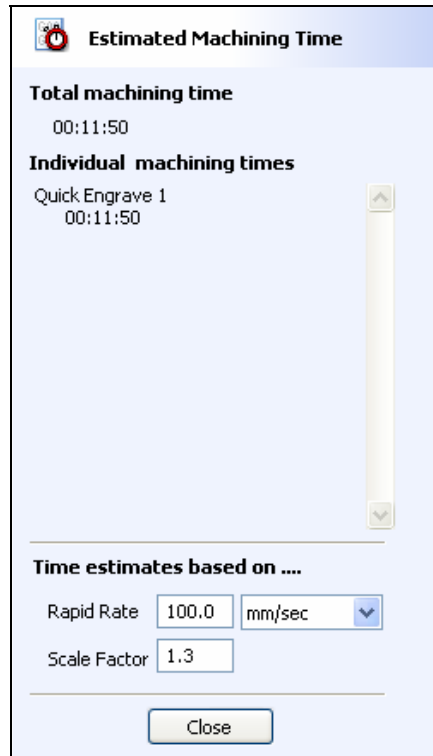 Estimated Machining Time
Total machining time
00:11:50
Individual machining times
Quick Engrave 1
00:11:50
Time estimates based on ....
Rapid Rate 100.0 mm/sec
Scale Factor 1.3
Close